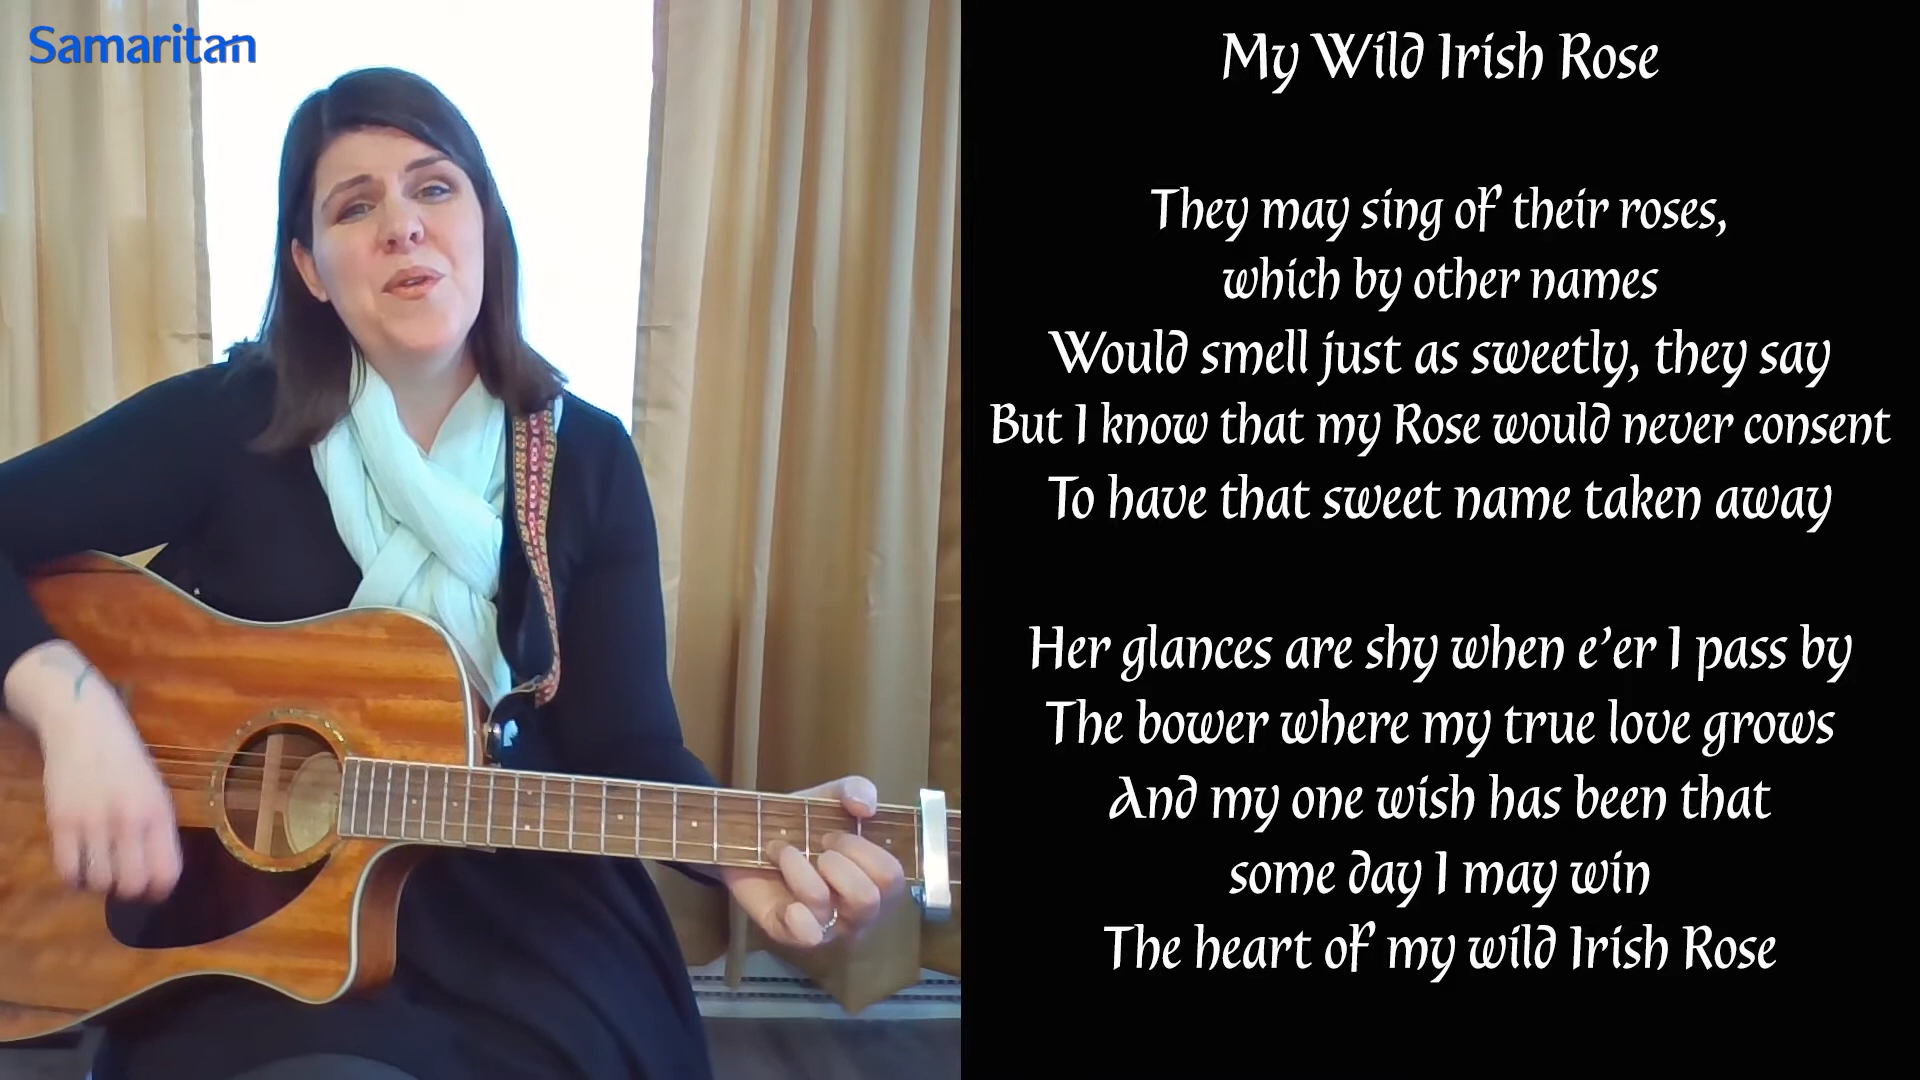 Samaritan
My Wild Irish Rose
They may sing of their roses,
which by other names
Would smell just as sweetly, they say
But I know that my Rose would never consent
To have that sweet name taken away
Her glances are shy when e’er I pass by
The bower where my true love grows
And my one wish has been that
some day I may win
The heart of my wild Irish Rose